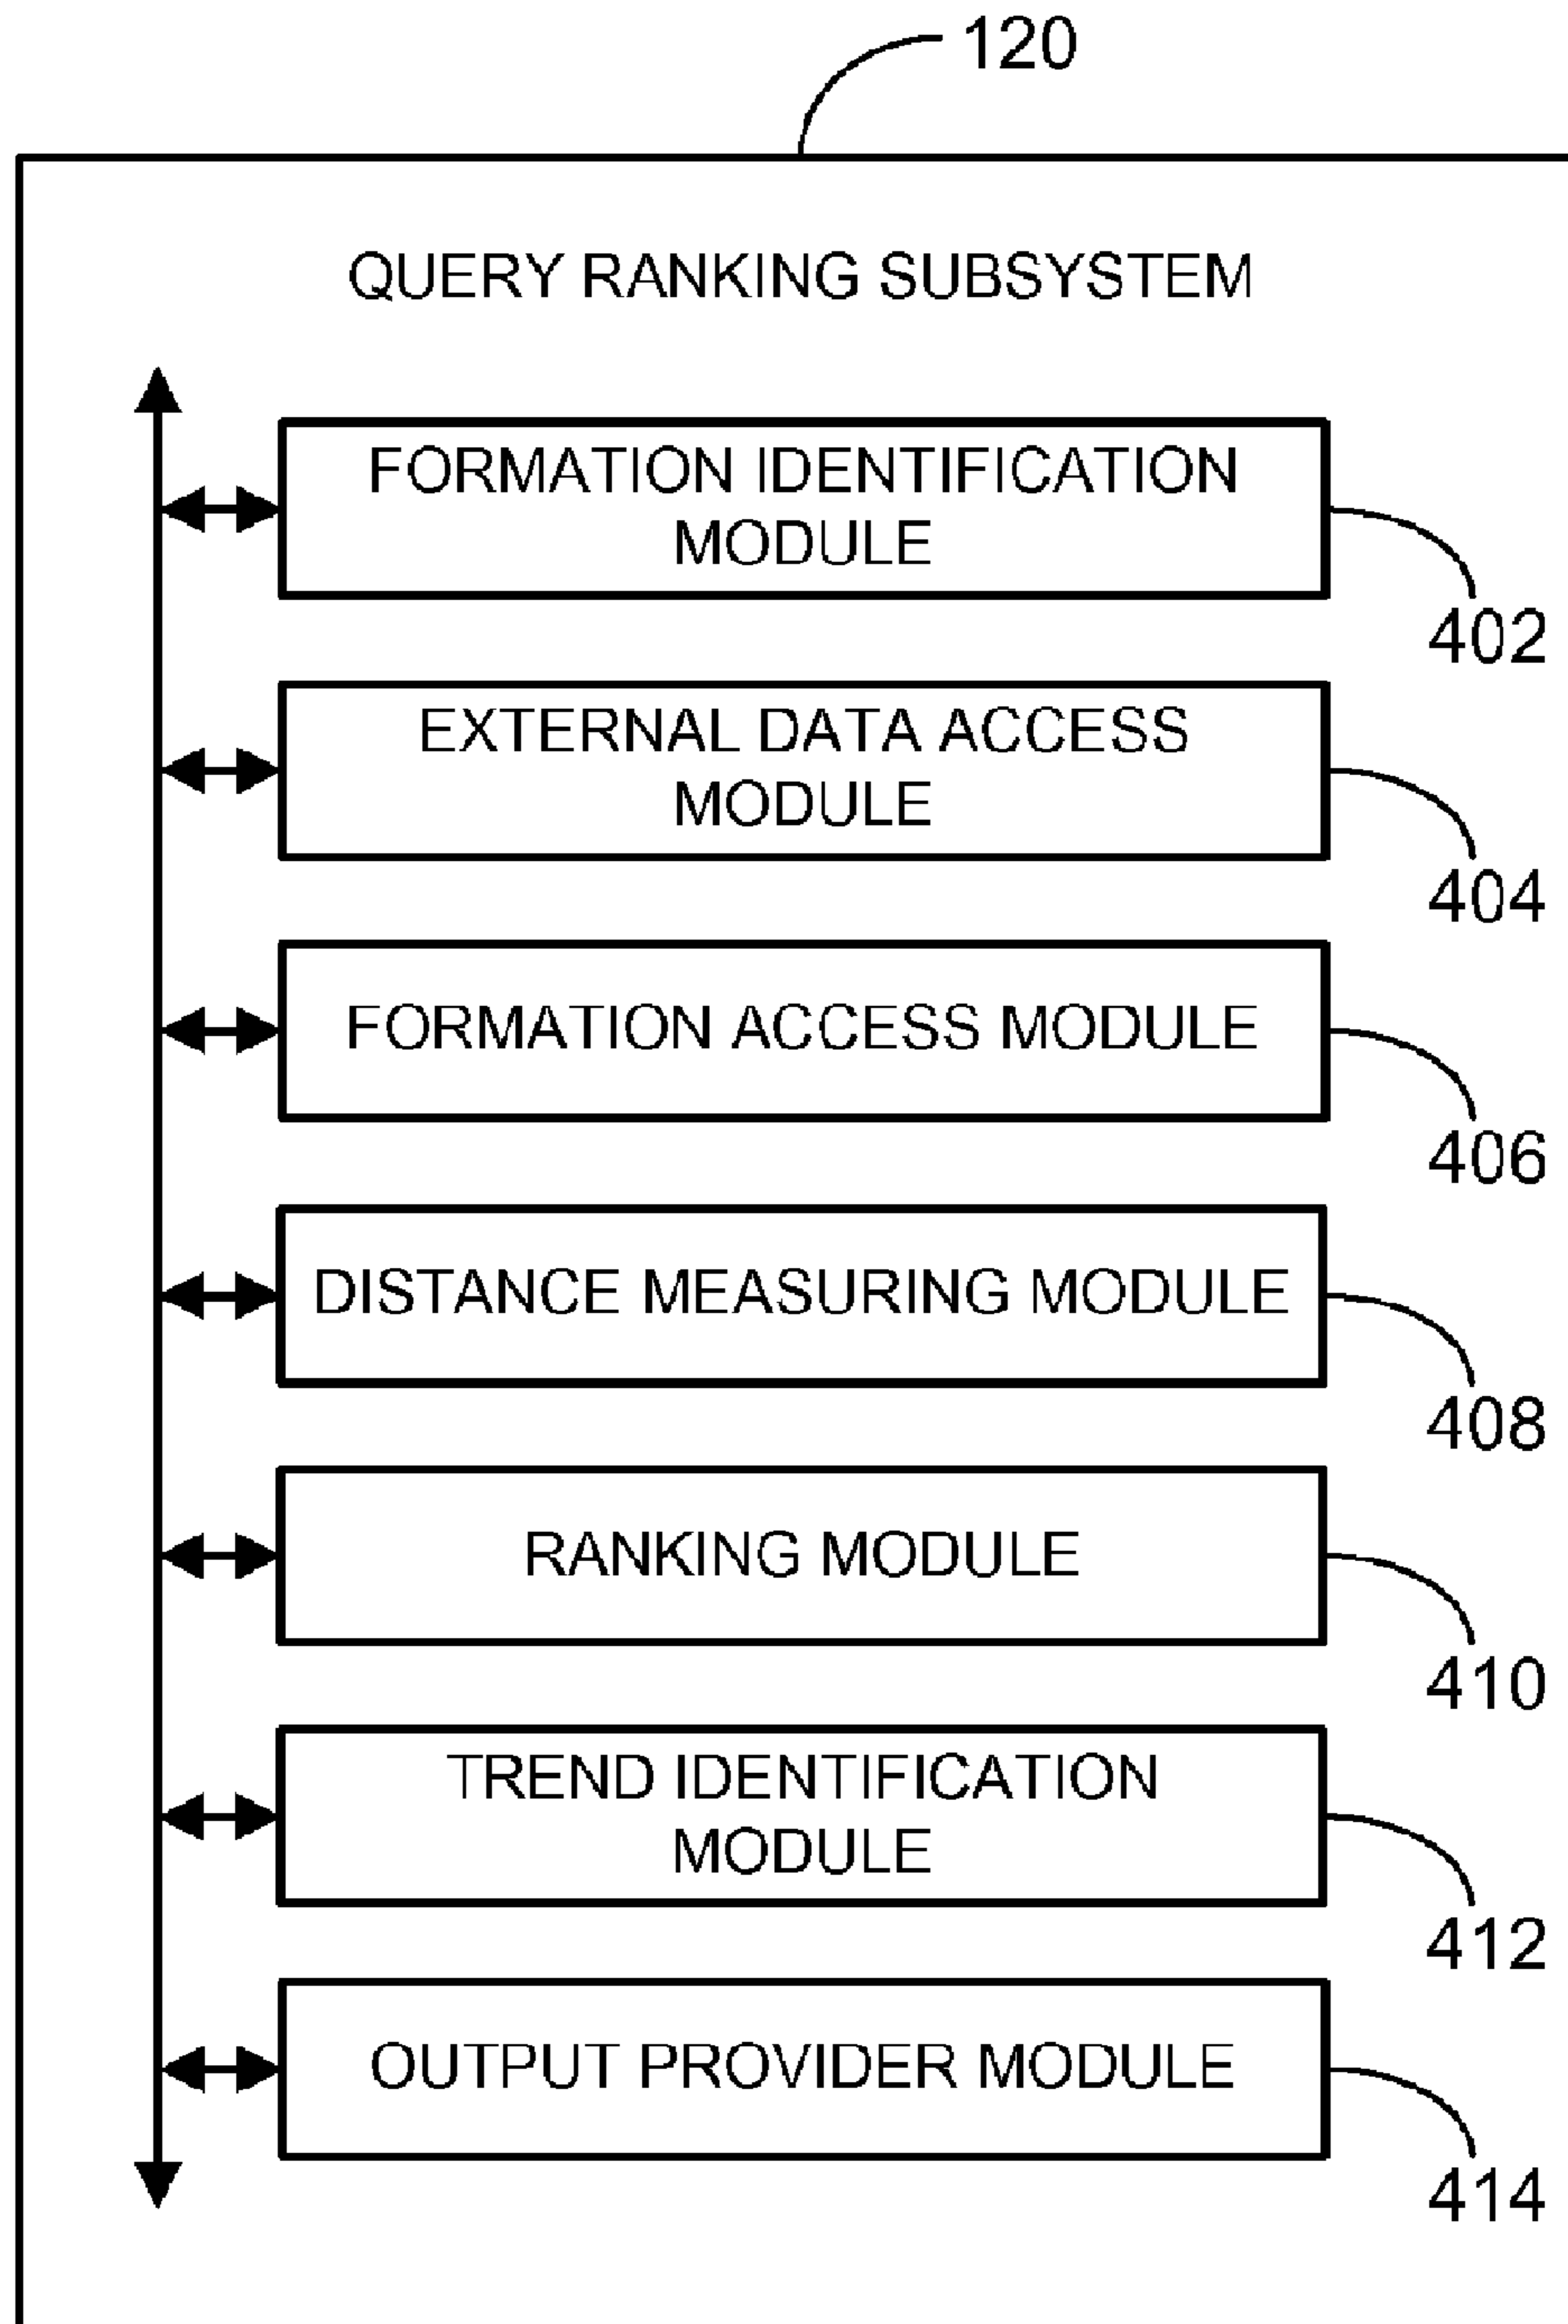 120
QUERY RANKING SUBSYSTEM
FORMATION IDENTIFICATION
MODULE
402
EXTERNAL DATA ACCESS
MODULE
404
FORMATION ACCESS MODULE
406
DISTANCE MEASURING MODULE
408
RANKING MODULE
410
TREND IDENTIFICATION
MODULE
412
OUTPUT PROVIDER MODULE
414